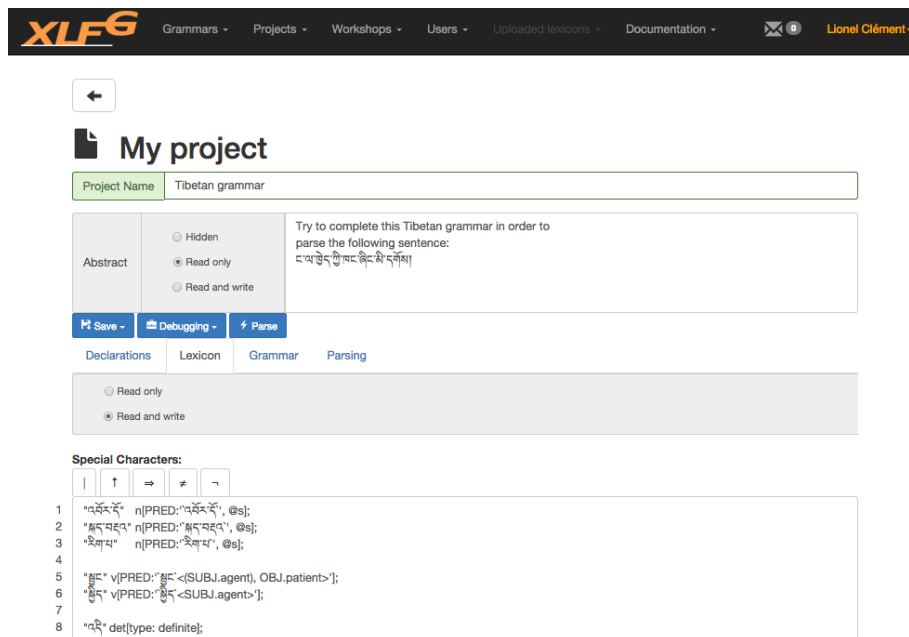 XLFG Grammars Projects Workshops Users Uploaded lexicons Documentation 0 Lionel Clément
My project
Project Name Tibetan grammar
Try to complete this Tibetan grammar in order to
Hidden
parse the following sentence:
Abstract Read only ང་ལ་ཁྱེད་ཀྱི་ཁང་ཞིང་མི་དགོས།
Read and write
Save Debugging Parse
Declarations Lexicon Grammar Parsing
Read only
Read and write
Special Characters:
| ↑ ⇒ ≠ ¬
1 "འབོར་དོ" n[PRED:'འབོར་དོ', @s];
2 "སྐད་བརྡའ" n[PRED:'སྐད་བརྡའ', @s];
3 "རིག་པ" n[PRED:'རིག་པ', @s];
4
5 "སྦྱང" v[PRED:'སྦྱང<(SUBJ.agent), OBJ.patient>'];
6 "སྐྱིད" v[PRED:'སྐྱིད<SUBJ.agent>'];
7
8 "འདི" det[type: definite];